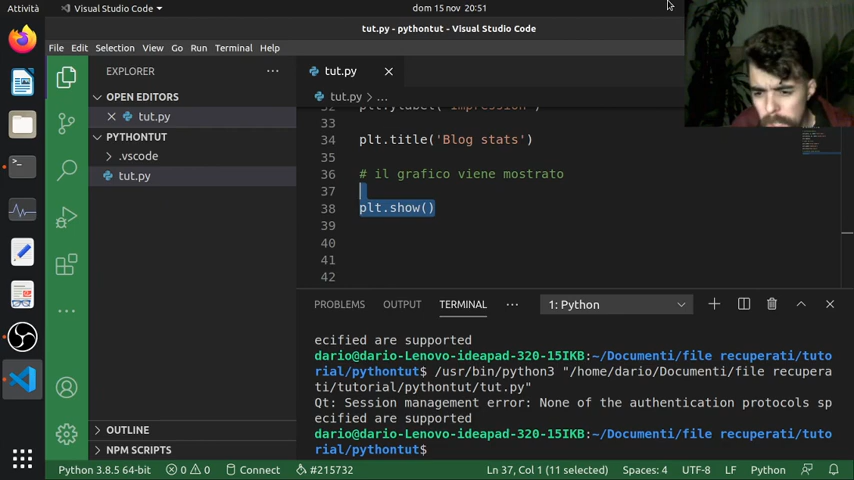 Attività
Visual Studio Code
dom 15 nov 20:51
tut.py - pythontut - Visual Studio Code
File Edit Selection View Go Run Terminal Help
EXPLORER
OPEN EDITORS
tut.py
PYTHONTUT
.vscode
tut.py
OUTLINE
NPM SCRIPTS
tut.py
tut.py > ...
32 plt.ylabel('Impression')
33
34 plt.title('Blog stats')
35
36 # il grafico viene mostrato
37
38 plt.show()
39
40
41
42
PROBLEMS OUTPUT TERMINAL ... 1: Python
ecified are supported
dario@dario-Lenovo-ideapad-320-15IKB:~/Documenti/file recuperati/tuto
rial/pythontut$ /usr/bin/python3 "/home/dario/Documenti/file recupera
ti/tutorial/pythontut/tut.py"
Qt: Session management error: None of the authentication protocols sp
ecified are supported
dario@dario-Lenovo-ideapad-320-15IKB:~/Documenti/file recuperati/tuto
rial/pythontut$
Python 3.8.5 64-bit 0 0 Connect #215732 Ln 37, Col 1 (11 selected) Spaces: 4 UTF-8 LF Python